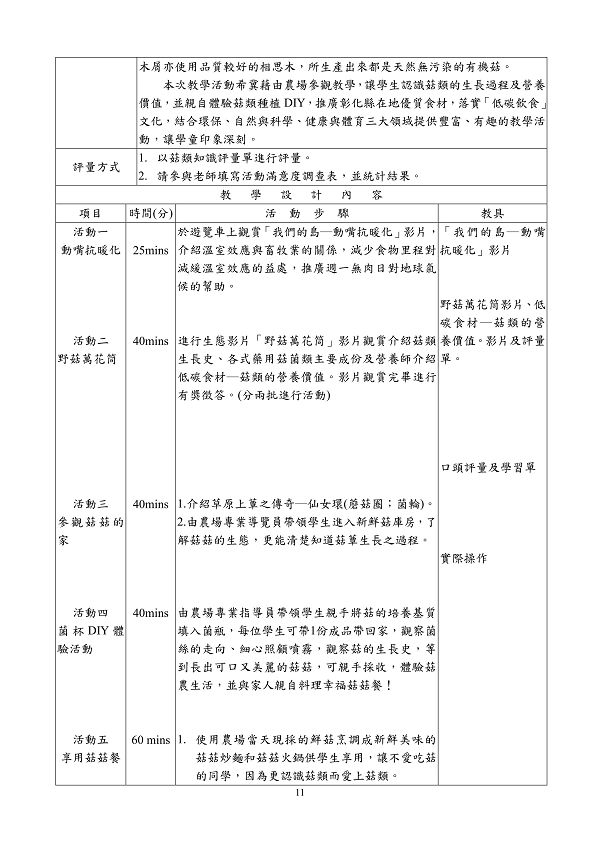 木屑亦使用品質較好的相思木，所生產出來都是天然無污染的有機菇。
本次教學活動希冀藉由農場參觀教學，讓學生認識菇類的生長過程及營養
價值，並親自體驗菇類種植 DIY，推廣彰化縣在地優質食材，落實「低碳飲食」
文化，結合環保、自然與科學、健康與體育三大領域提供豐富、有趣的教學活
動，讓學童印象深刻。
評量方式
1. 以菇類知識評量單進行評量。
2. 請參與老師填寫活動滿意度調查表，並統計結果。
教 學 設 計 內 容
項目 時間(分) 活 動 步 驟 教具
活動一
動嘴抗暖化
25mins
於遊覽車上觀賞「我們的島─動嘴抗暖化」影片，
介紹溫室效應與畜牧業的關係，減少食物里程對
減緩溫室效應的益處，推廣週一無肉日對地球氣
候的幫助。
「我們的島─動嘴
抗暖化」影片
活動二
野菇萬花筒
40mins
進行生態影片「野菇萬花筒」影片觀賞介紹菇類
生長史、各式藥用菇菌類主要成份及營養師介紹
低碳食材─菇類的營養價值。影片觀賞完畢進行
有獎徵答。(分兩批進行活動)
野菇萬花筒影片、低
碳食材─菇類的營
養價值。影片及評量
單。
口頭評量及學習單
活動三
參觀菇菇的
家
40mins
1.介紹草原上蕈之傳奇─仙女環(蘑菇圈；菌輪)。
2.由農場專業導覽員帶領學生進入新鮮菇庫房，了
解菇菇的生態，更能清楚知道菇蕈生長之過程。
實際操作
活動四
菌杯 DIY 體
驗活動
40mins
由農場專業指導員帶領學生親手將菇的培養基質
填入菌瓶，每位學生可帶1份成品帶回家，觀察菌
絲的走向、細心照顧噴霧，觀察菇的生長史，等
到長出可口又美麗的菇菇，可親手採收，體驗菇
農生活，並與家人親自料理幸福菇菇餐！
活動五
享用菇菇餐
60 mins
1. 使用農場當天現採的鮮菇烹調成新鮮美味的
菇菇炒麵和菇菇火鍋供學生享用，讓不愛吃菇
的同學，因為更認識菇類而愛上菇類。
11